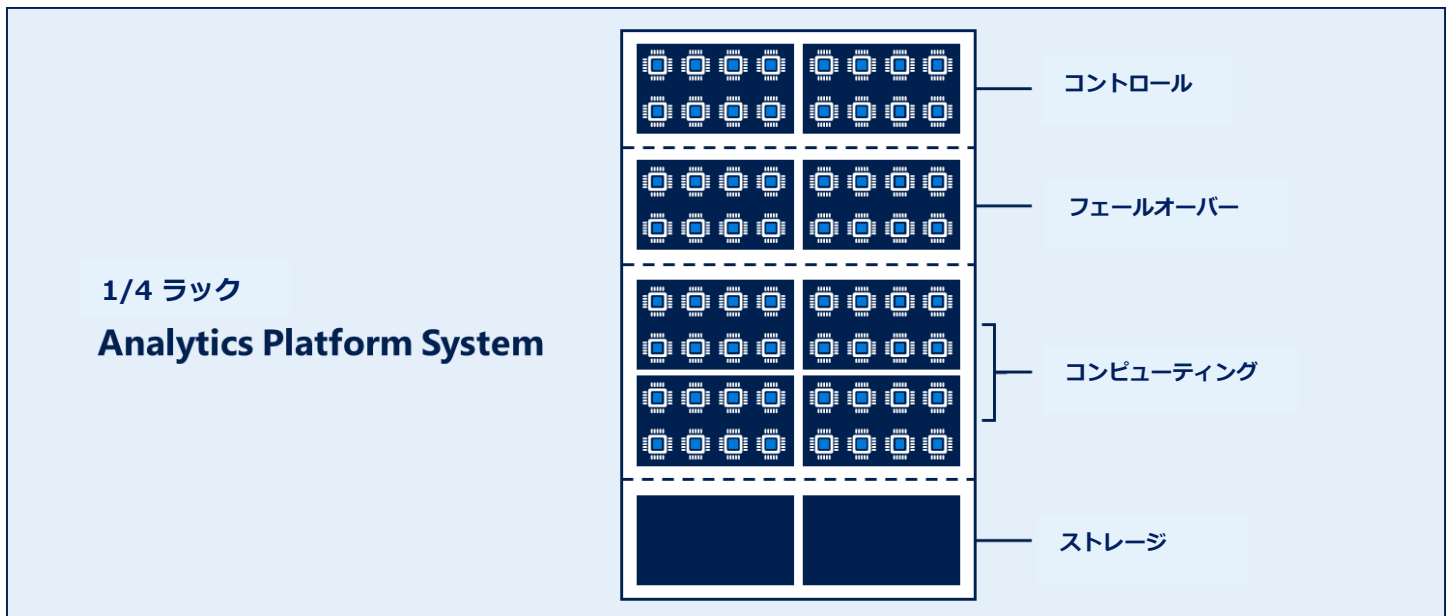 1/4 ラック
Analytics Platform System
コントロール
フェールオーバー
コンピューティング
ストレージ